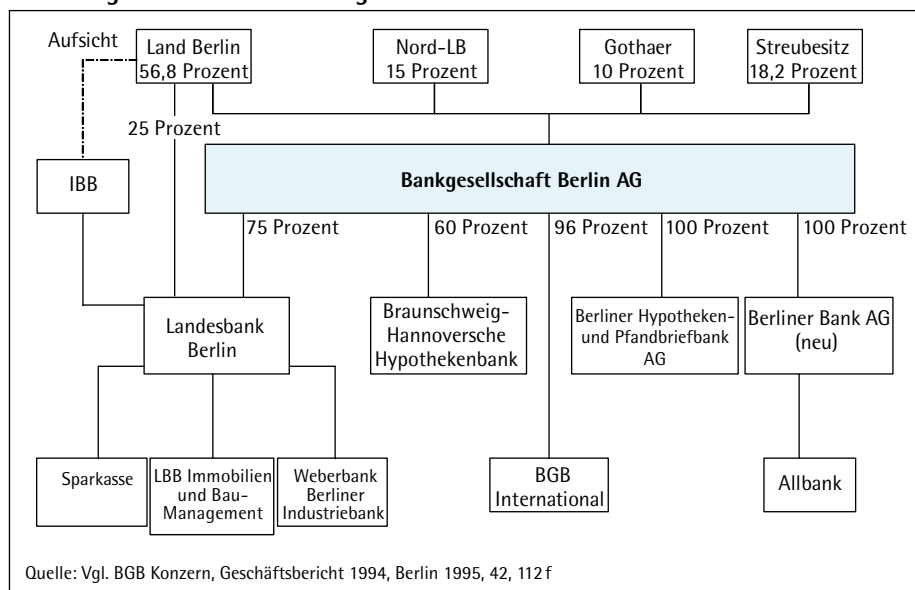 Aufsicht
Land Berlin
56,8 Prozent
Nord-LB
15 Prozent
Gothaer
10 Prozent
Streubesitz
18,2 Prozent
25 Prozent
IBB
Bankgesellschaft Berlin AG
75 Prozent
60 Prozent
96 Prozent
100 Prozent
100 Prozent
Landesbank
Berlin
Braunschweig-
Hannoversche
Hypothekenbank
Berliner Hypotheken-
und Pfandbriefbank
AG
Berliner Bank AG
(neu)
Sparkasse
LBB Immobilien
und Bau-
Management
Weberbank
Berliner
Industriebank
BGB
International
Allbank
Quelle: Vgl. BGB Konzern, Geschäftsbericht 1994, Berlin 1995, 42, 112f